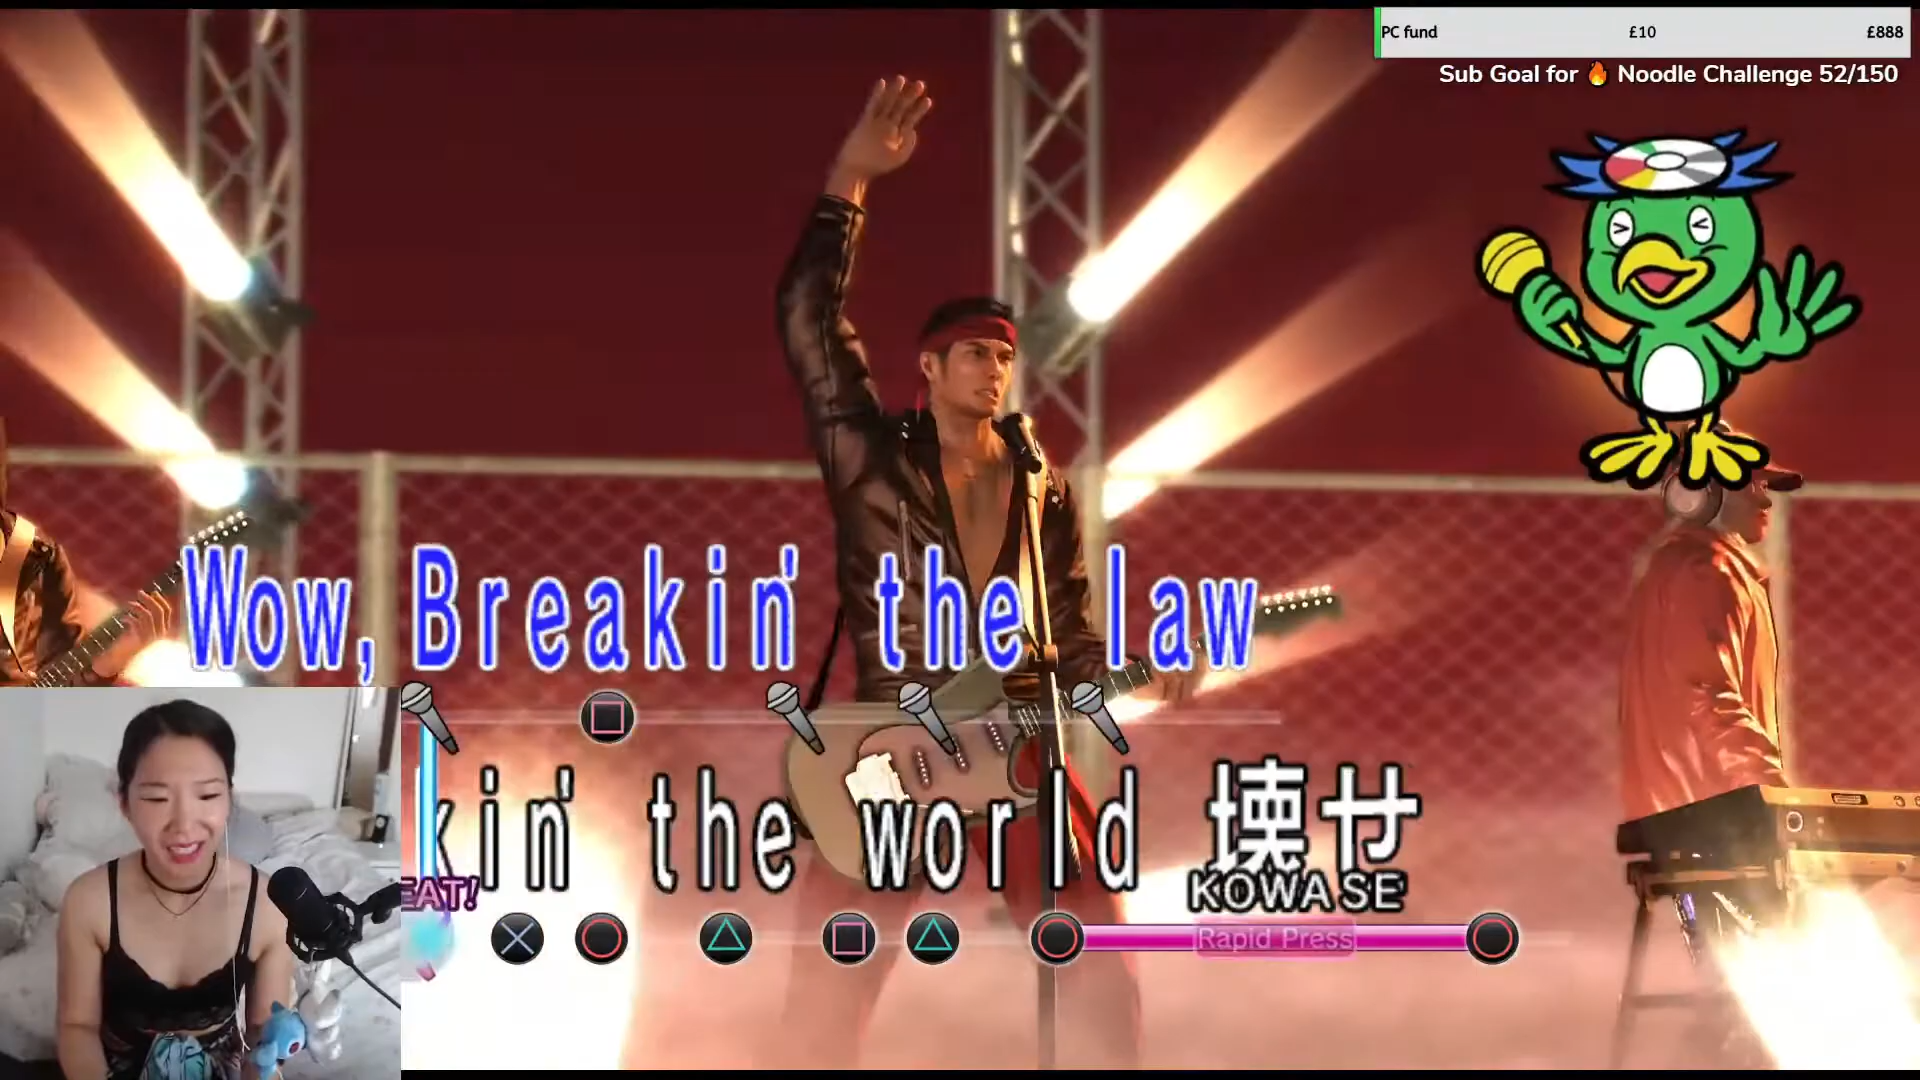 PC fund £10 £888
Sub Goal for 🔥 Noodle Challenge 52/150
Wow, Breakin' the law
kin' the world 壊せ
KOWASE
EAT!
Rapid Press